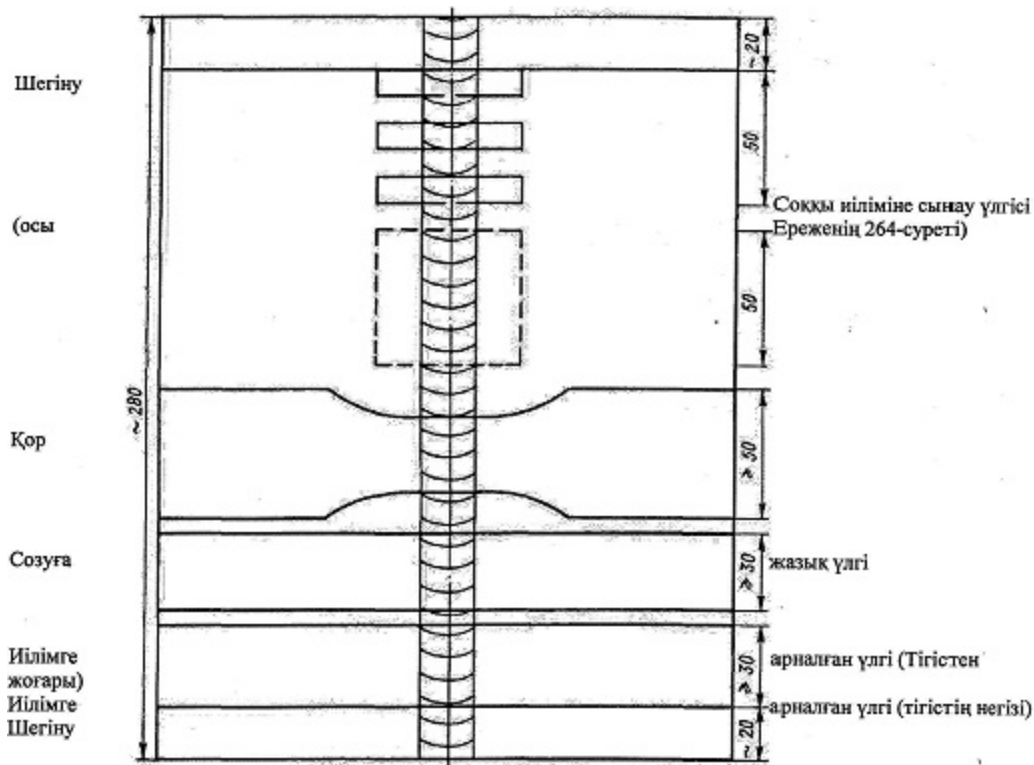 ~20
Шегіну
50
Соккы иіліміне сынау үлгісі
(осы
Ереженің 264-суреті)
50
~280
Қор
~50
Созуға
~30
жазық үлгі
Иілімге
арналған үлгі (Тігістен
жоғары)
~30
Иілімге
арналған үлгі (тігістің негізі)
Шегіну
~20